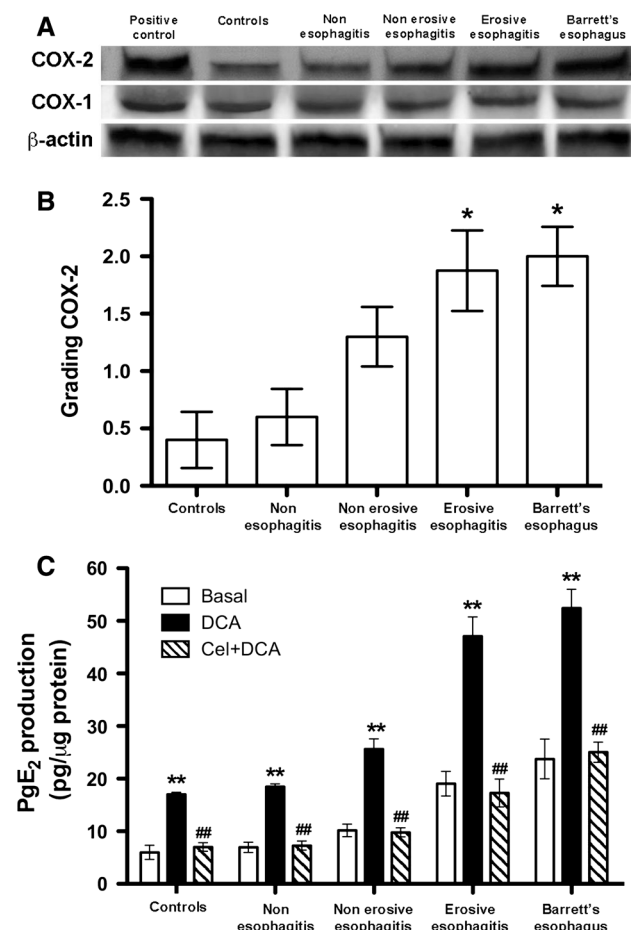 A
Positive control
Controls
Non esophagitis
Non erosive esophagitis
Erosive esophagitis
Barrett's esophagus
COX-2
COX-1
β-actin
B
Grading COX-2
2.5
2.0
1.5
1.0
0.5
0.0
*
*
Controls
Non esophagitis
Non erosive esophagitis
Erosive esophagitis
Barrett's esophagus
C
PgE₂ production
(pg/µg protein)
60
50
40
30
20
10
0
Basal
DCA
Cel+DCA
**
##
**
##
**
##
**
##
**
##
Controls
Non esophagitis
Non erosive esophagitis
Erosive esophagitis
Barrett's esophagus